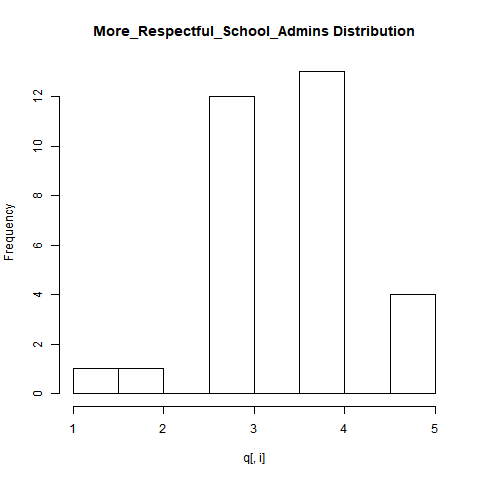 More_Respectful_School_Admins Distribution
Frequency
12
10
8
6
4
2
0
1 2 3 4 5
q[, i]